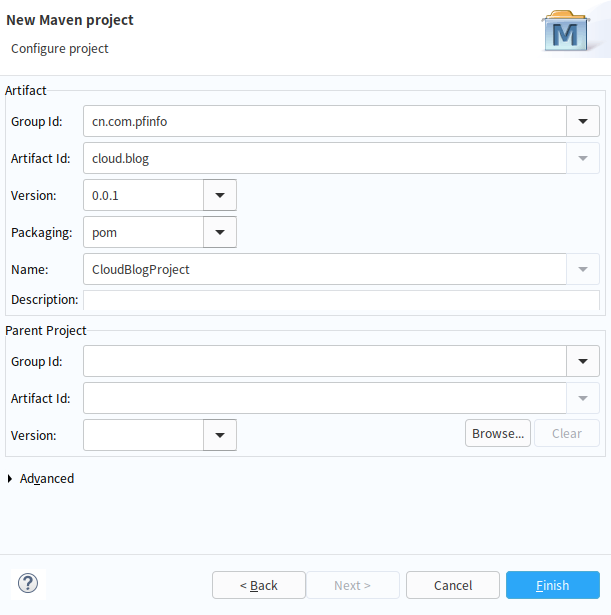 New Maven project
Configure project
M
Artifact
Group Id: cn.com.pfinfo
Artifact Id: cloud.blog
Version: 0.0.1
Packaging: pom
Name: CloudBlogProject
Description:
Parent Project
Group Id:
Artifact Id:
Version: Browse... Clear
Advanced
? < Back Next > Cancel Finish